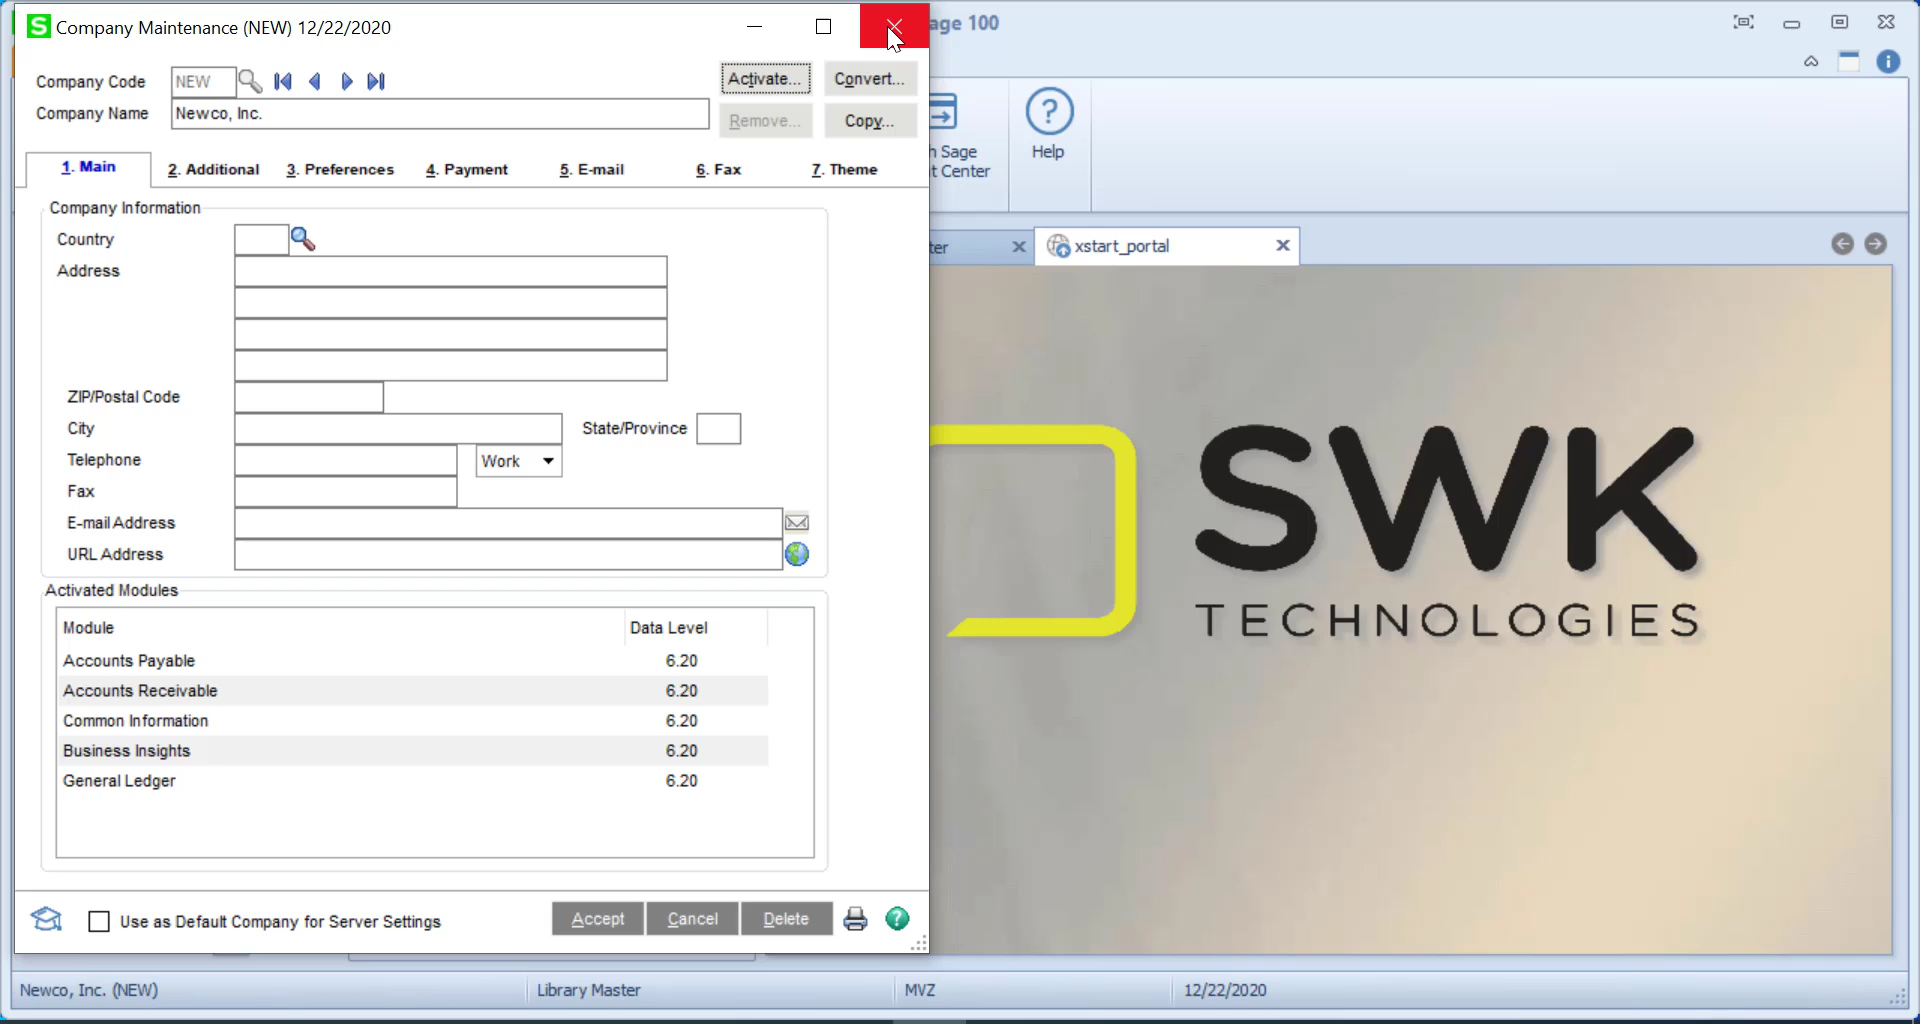 Company Maintenance (NEW) 12/22/2020
age 100
Company Code NEW
Activate... Convert...
Company Name Newco, Inc.
Remove... Copy...
1. Main 2. Additional 3. Preferences 4. Payment 5. E-mail 6. Fax 7. Theme
h Sage
t Center
Help
Company Information
Country
Address
ZIP/Postal Code
City State/Province
Telephone Work
Fax
E-mail Address
URL Address
Activated Modules
Module Data Level
Accounts Payable 6.20
Accounts Receivable 6.20
Common Information 6.20
Business Insights 6.20
General Ledger 6.20
Use as Default Company for Server Settings
Accept Cancel Delete
ter
xstart_portal
SWK
TECHNOLOGIES
Newco, Inc. (NEW) Library Master MVZ 12/22/2020